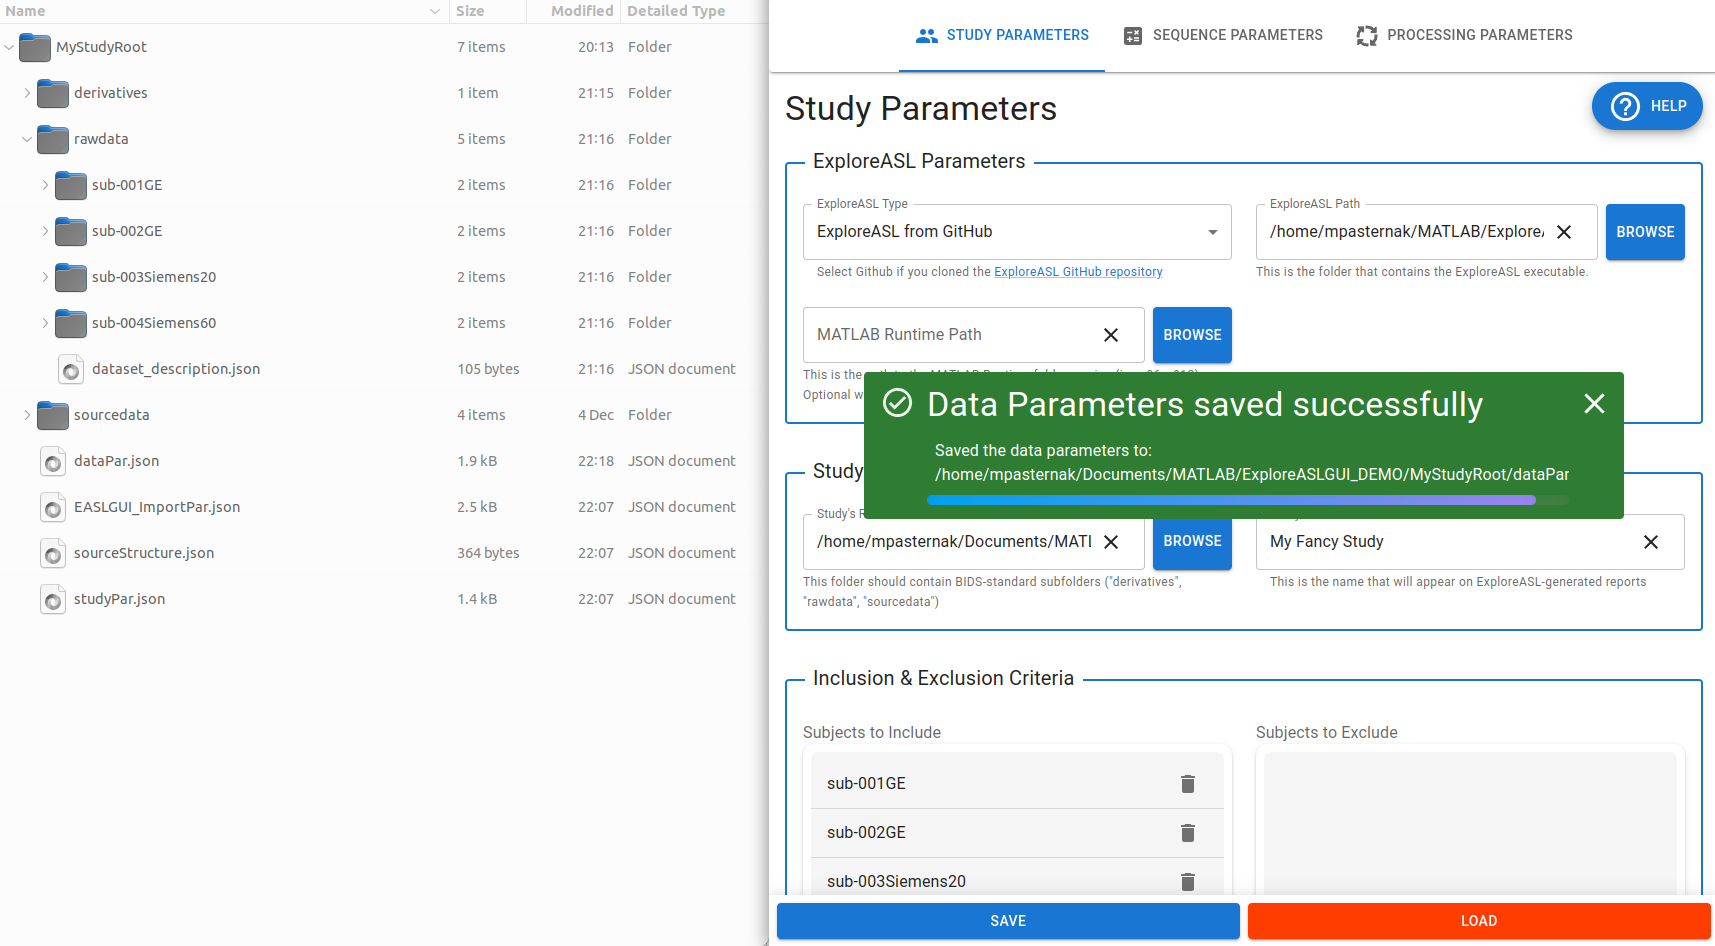 Name Size Modified Detailed Type
MyStudyRoot 7 items 20:13 Folder
derivatives 1 item 21:15 Folder
rawdata 5 items 21:16 Folder
sub-001GE 2 items 21:16 Folder
sub-002GE 2 items 21:16 Folder
sub-003Siemens20 2 items 21:16 Folder
sub-004Siemens60 2 items 21:16 Folder
dataset_description.json 105 bytes 21:16 JSON document
sourcedata 4 items 4 Dec Folder
dataPar.json 1.9 kB 22:18 JSON document
EASLGUI_ImportPar.json 2.5 kB 22:07 JSON document
sourceStructure.json 364 bytes 22:07 JSON document
studyPar.json 1.4 kB 22:07 JSON document
STUDY PARAMETERS SEQUENCE PARAMETERS PROCESSING PARAMETERS
Study Parameters
HELP
ExploreASL Parameters
ExploreASL Type
ExploreASL from GitHub
Select Github if you cloned the ExploreASL GitHub repository
ExploreASL Path
/home/mpasternak/MATLAB/Explore
BROWSE
This is the folder that contains the ExploreASL executable.
MATLAB Runtime Path
BROWSE
This is the
Optional w
Data Parameters saved successfully
Saved the data parameters to:
/home/mpasternak/Documents/MATLAB/ExploreASLGUI_DEMO/MyStudyRoot/dataPar
Study
Study's R
/home/mpasternak/Documents/MATL
BROWSE
This folder should contain BIDS-standard subfolders ("derivatives",
"rawdata", "sourcedata")
My Fancy Study
This is the name that will appear on ExploreASL-generated reports
Inclusion & Exclusion Criteria
Subjects to Include
sub-001GE
sub-002GE
sub-003Siemens20
Subjects to Exclude
SAVE LOAD